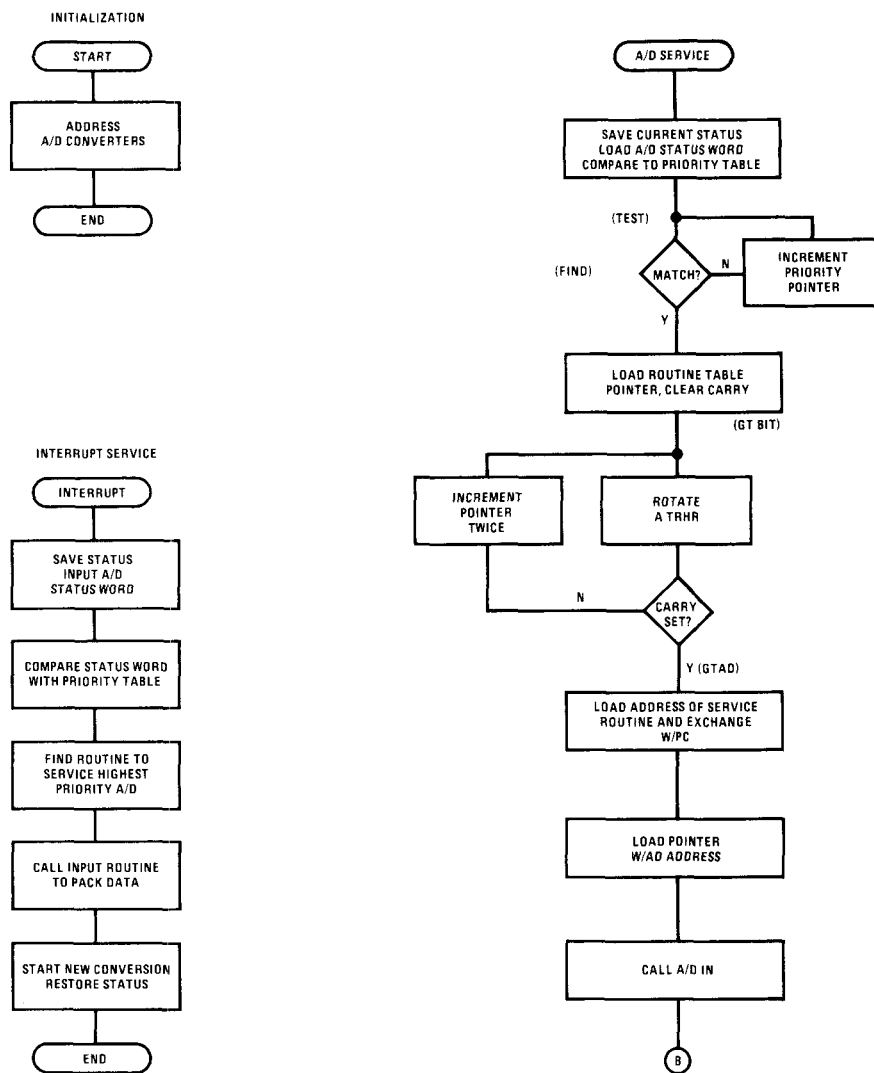 INITIALIZATION
START
ADDRESS
A/D CONVERTERS
END
INTERRUPT SERVICE
INTERRUPT
SAVE STATUS
INPUT A/D
STATUS WORD
COMPARE STATUS WORD
WITH PRIORITY TABLE
FIND ROUTINE TO
SERVICE HIGHEST
PRIORITY A/D
CALL INPUT ROUTINE
TO PACK DATA
START NEW CONVERSION
RESTORE STATUS
END
A/D SERVICE
SAVE CURRENT STATUS
LOAD A/D STATUS WORD
COMPARE TO PRIORITY TABLE
(TEST)
(FIND)
MATCH?
N
INCREMENT
PRIORITY
POINTER
Y
LOAD ROUTINE TABLE
POINTER, CLEAR CARRY
(GT BIT)
INCREMENT
POINTER
TWICE
ROTATE
A TRHR
N
CARRY
SET?
Y (GTAD)
LOAD ADDRESS OF SERVICE
ROUTINE AND EXCHANGE
W/PC
LOAD POINTER
W/AD ADDRESS
CALL A/D IN
B